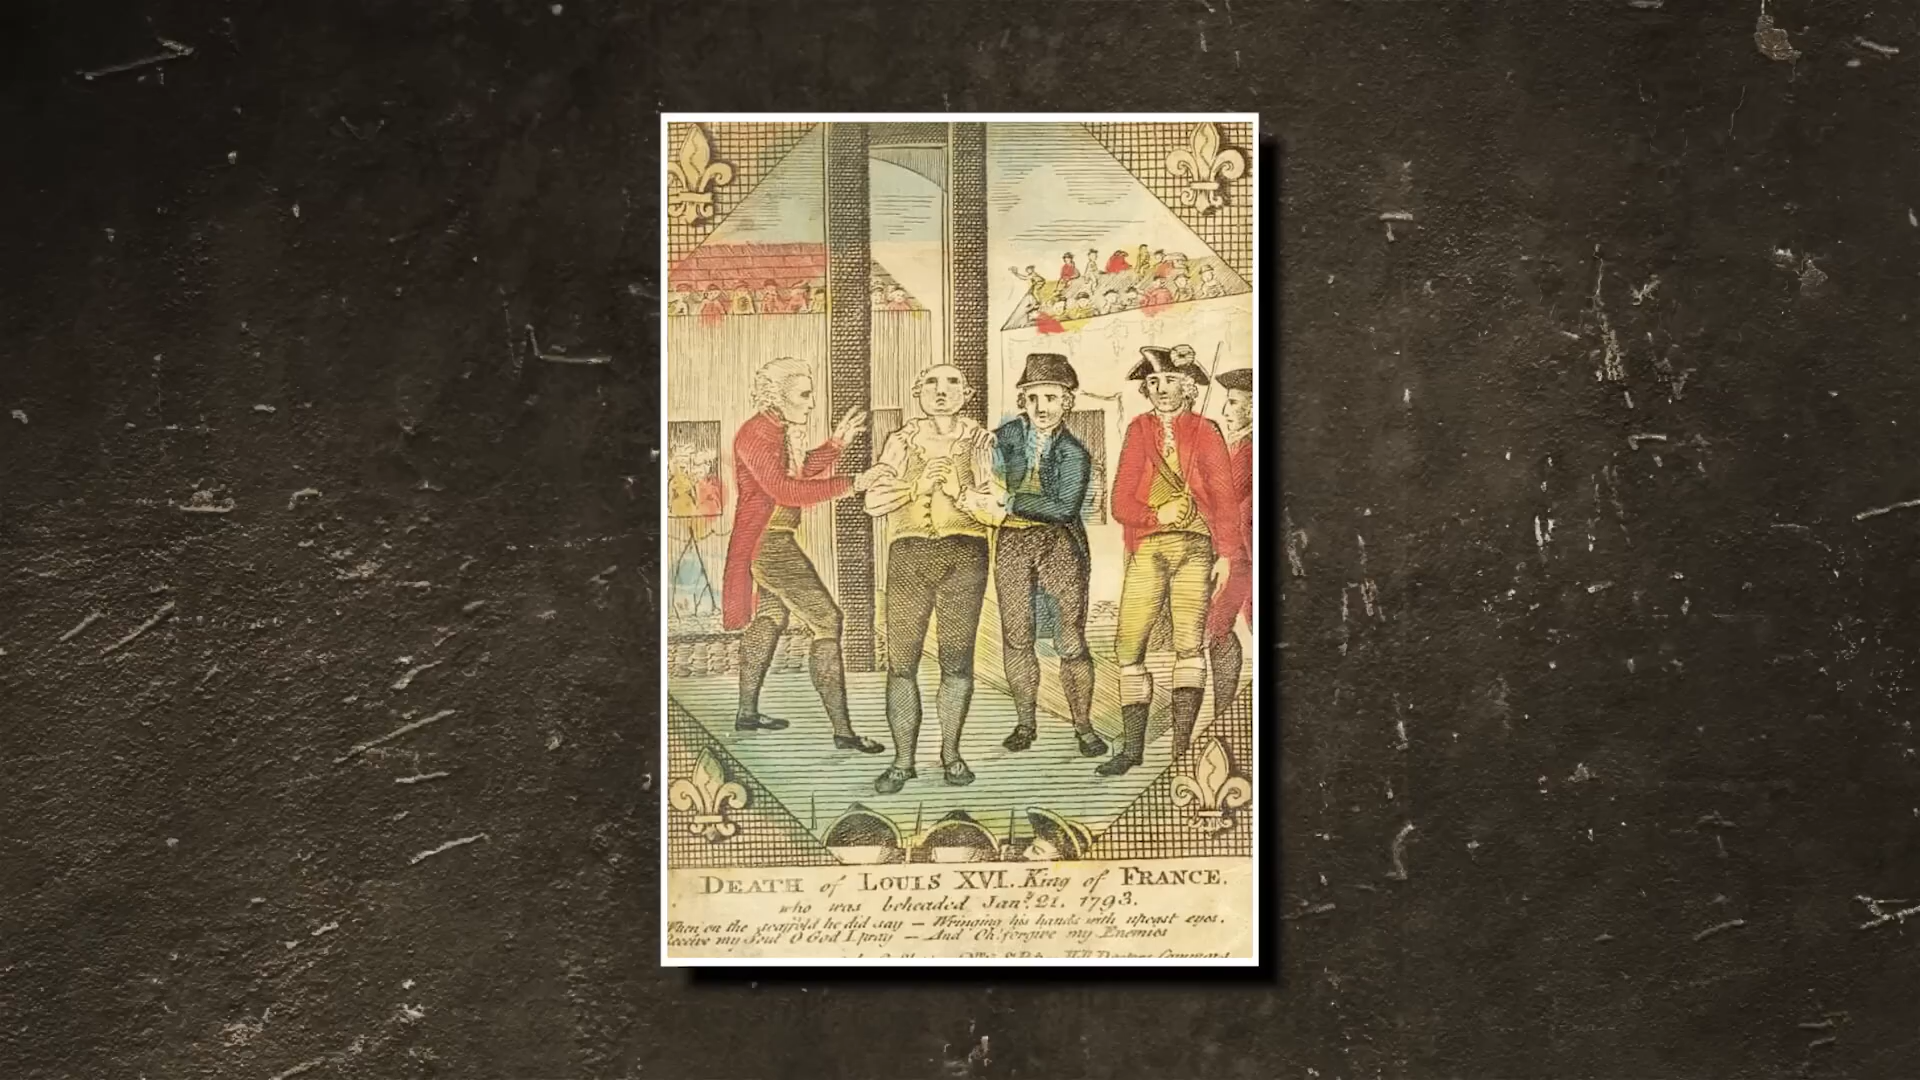 DEATH of LOUIS XVI. King of FRANCE.
who was beheaded Jan.y 21. 1793.
When on the scaffold he did say — Wringing his hands with upcast eyes.
Receive my Soul O God I pray — And Oh! forgive my Enemies